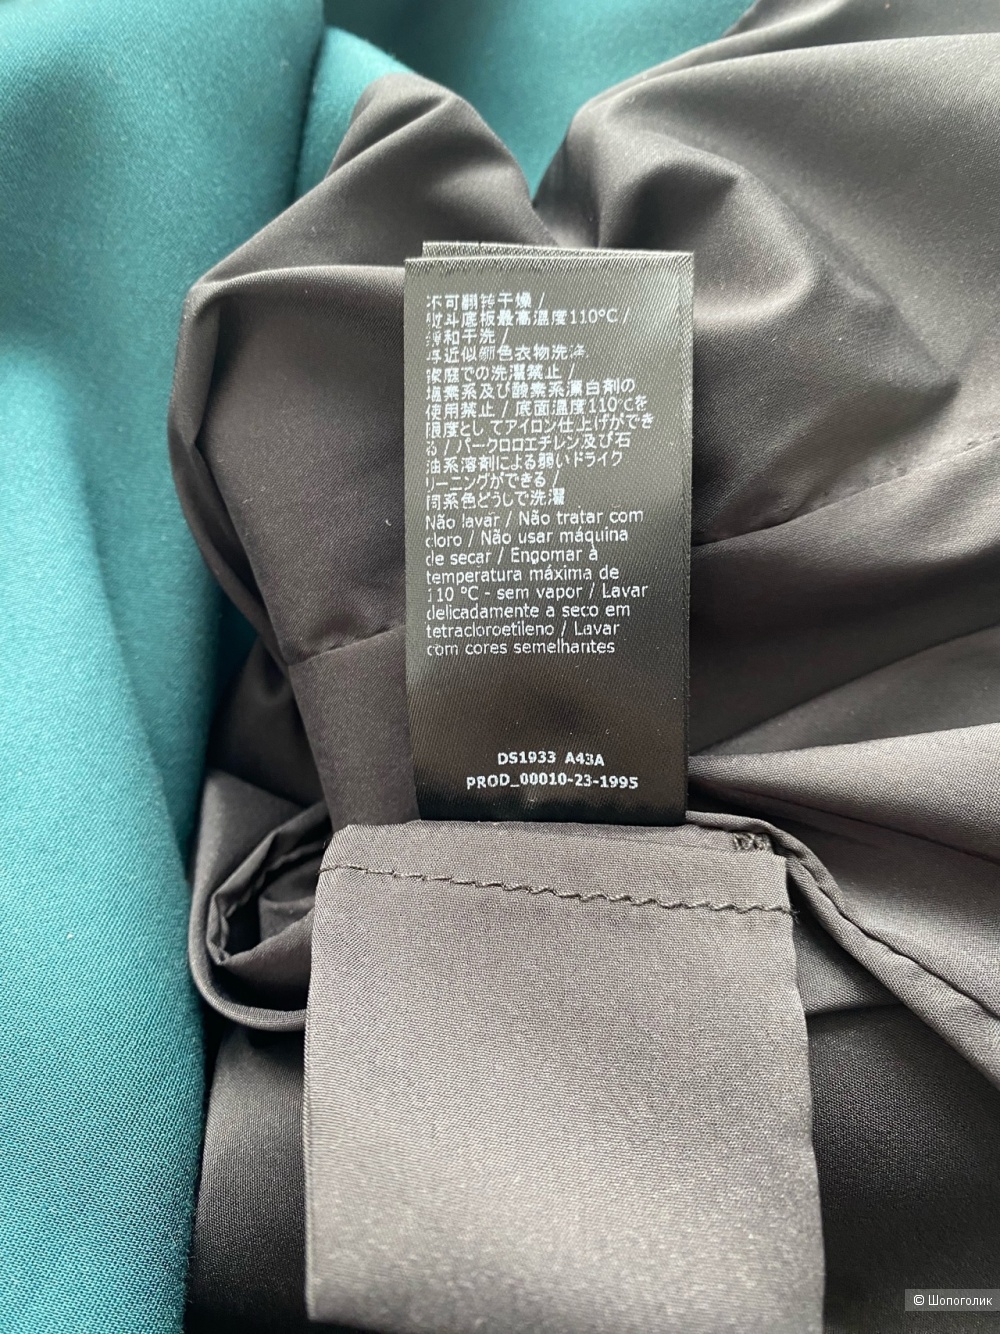 不可翻转干燥 /
熨斗底板最高温度110°C /
缓和干洗 /
与近似颜色衣物洗涤
家庭での洗濯禁止 /
塩素系及び酸素系漂白剤の
使用禁止 / 底面温度110°Cを
限度としてアイロン仕上げができ
る / パークロロエチレン及び石
油系溶剤による弱いドライク
リーニングができる /
同系色どうしで洗濯
Não lavar / Não tratar com
cloro / Não usar máquina
de secar / Engomar à
temperatura máxima de
110 °C - sem vapor / Lavar
delicadamente a seco em
tetracloroetileno / Lavar
com cores semelhantes
DS1933 A43A
PROD_00010-23-1995
© Шопоголик